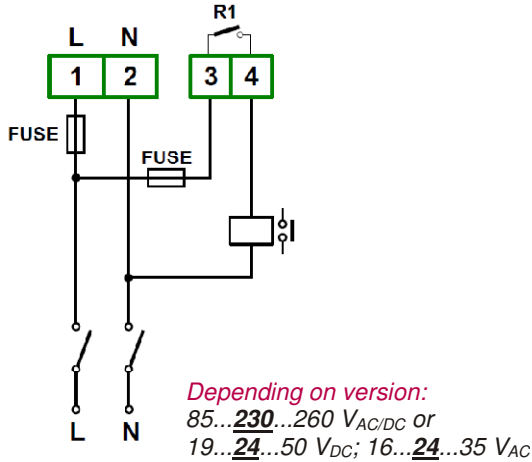 R1
L N
1 2 3 4
FUSE
FUSE
L N
Depending on version:
85...230...260 VAC/DC or
19...24...50 VDC; 16...24...35 VAC